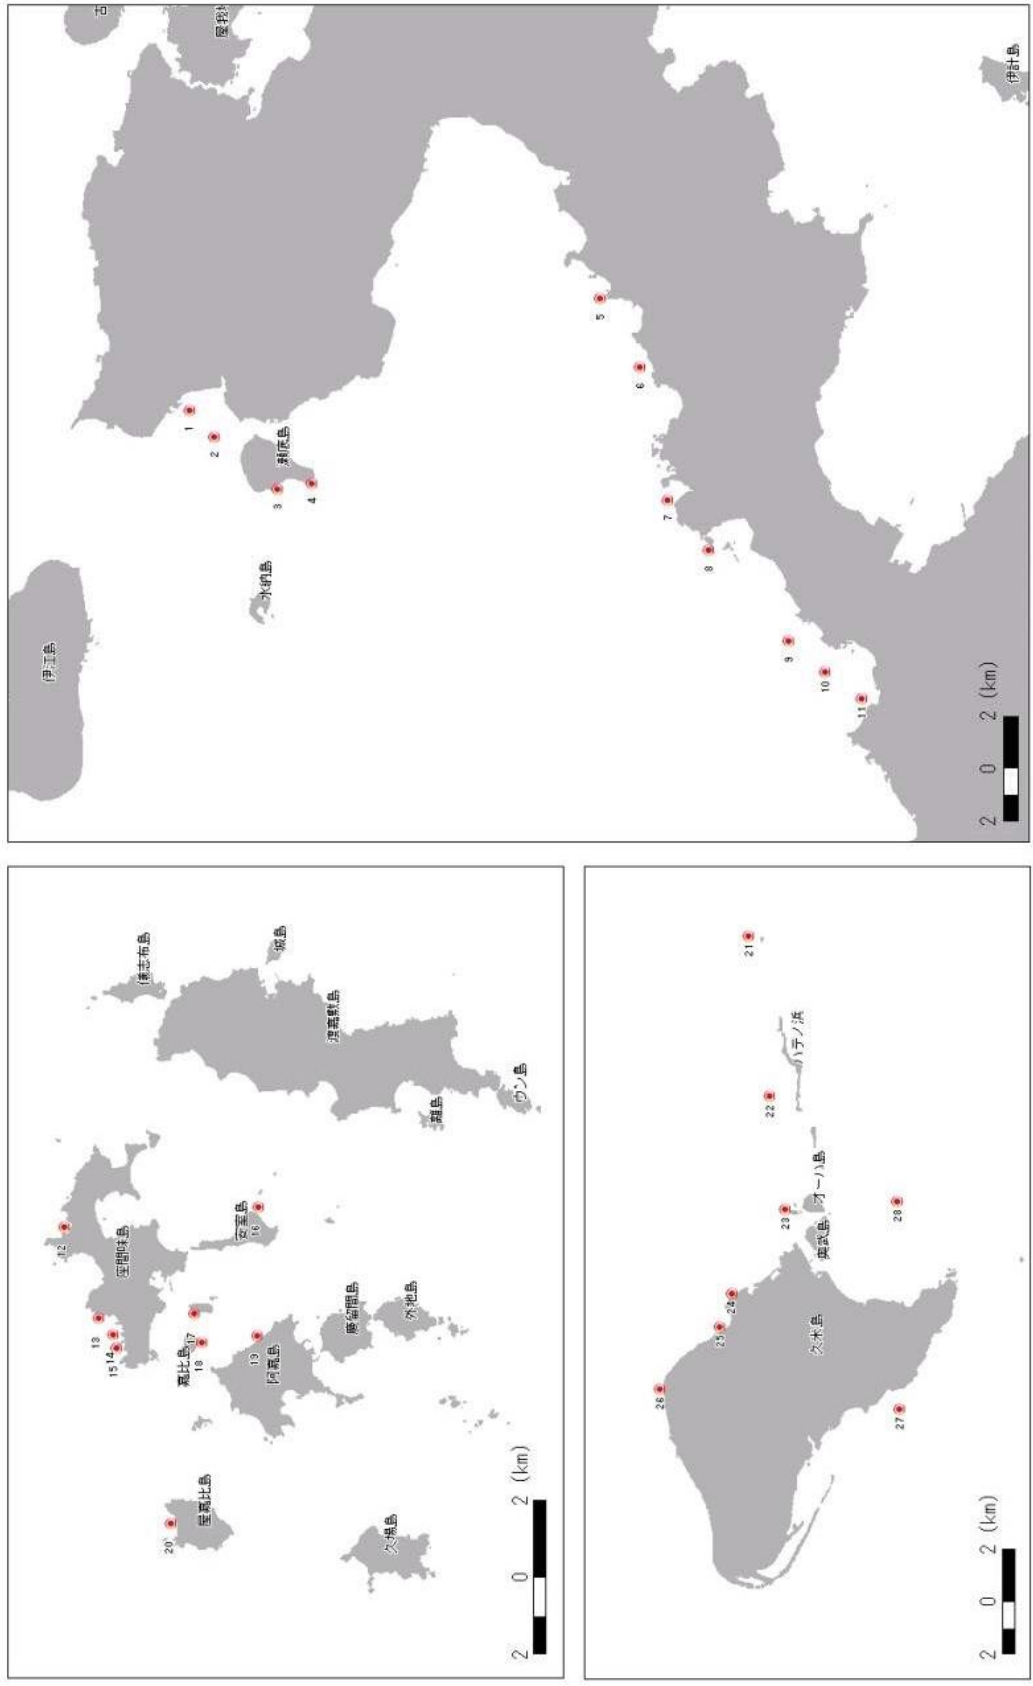 古
屋我地
伊計島
伊江島
水納島
瀬底島
1
2
3
4
5
6
7
8
9
10
11
2 0 2 (km)
儀志布島
城島
渡嘉敷島
離島
ウン島
座間味島
安室島
嘉比島
慶留間島
外地島
阿嘉島
屋嘉比島
久場島
12
13
14
15
16
17
18
19
20
2 0 2 (km)
ハテノ浜
オーハ島
奥武島
久米島
21
22
23
24
25
26
27
28
2 0 2 (km)